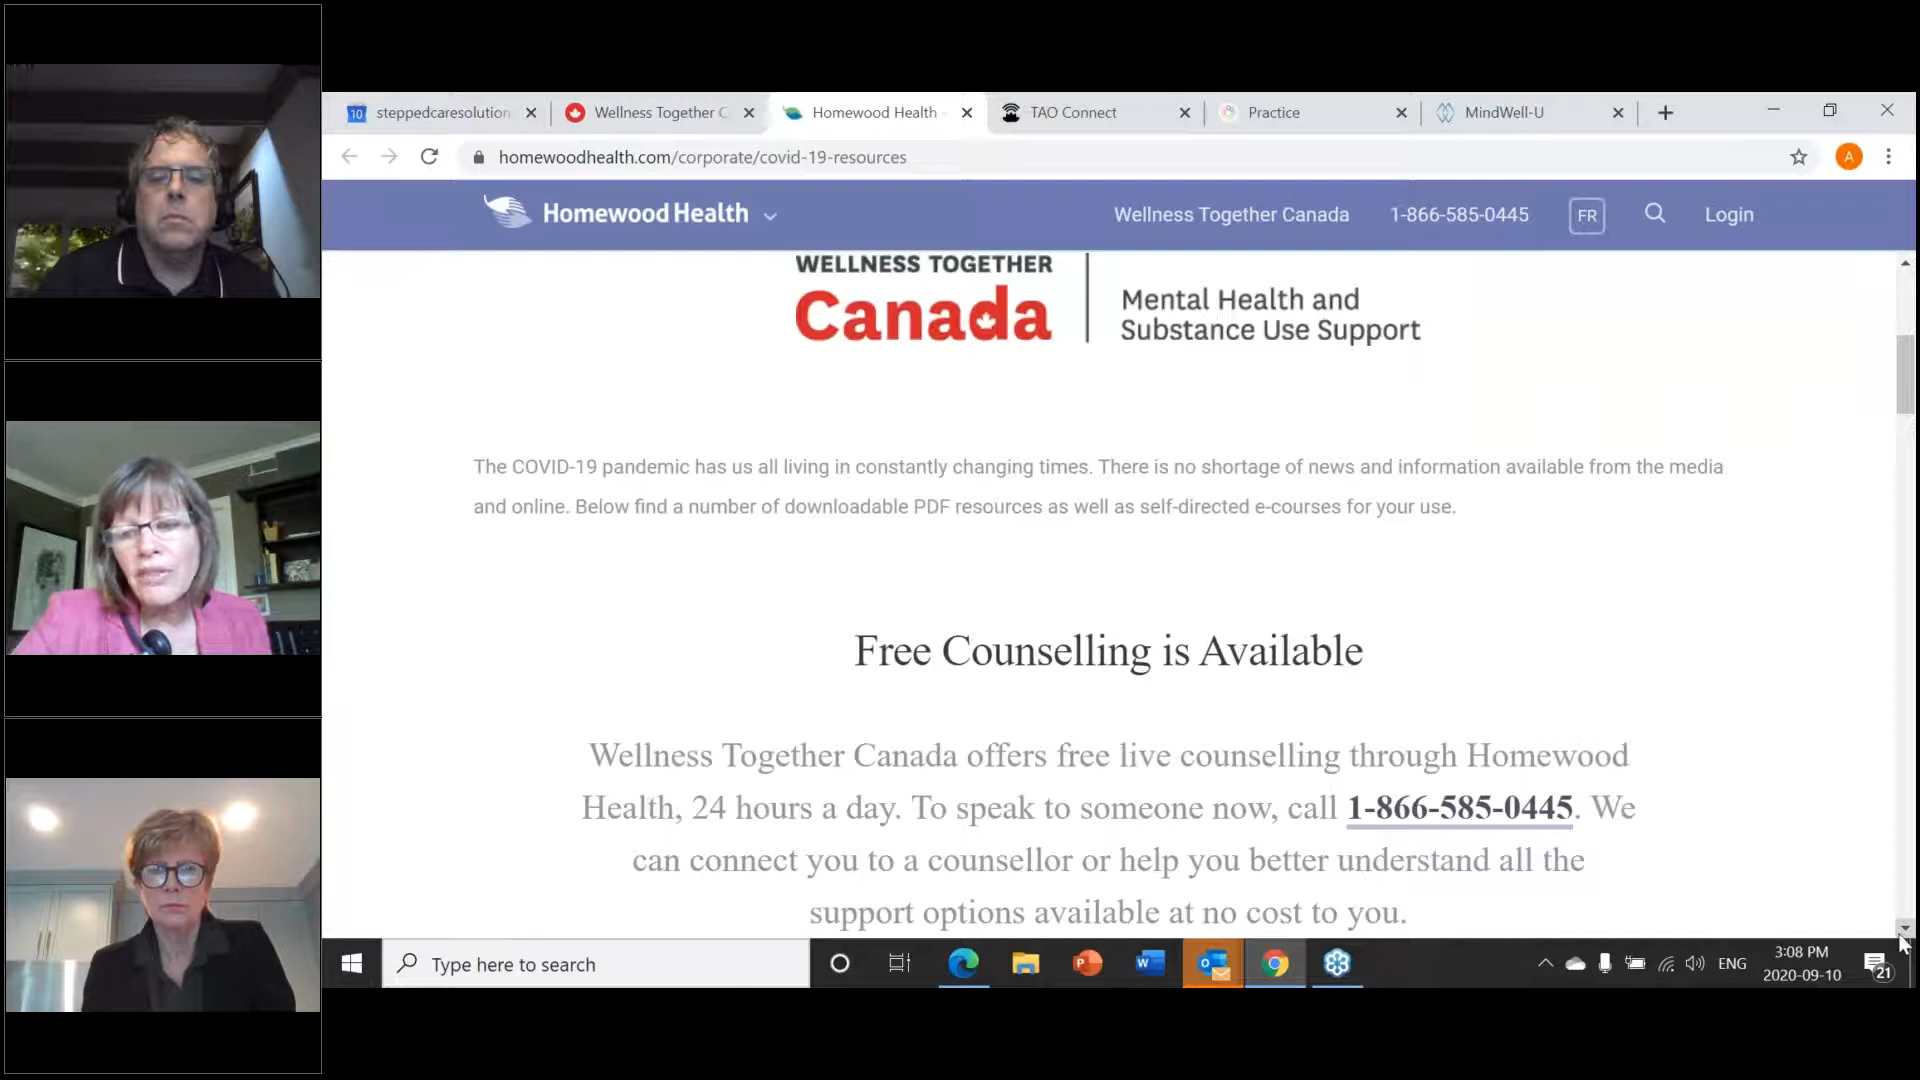 10 steppedcaresolution
Wellness Together C
Homewood Health -
TAO Connect
Practice
MindWell-U
homewoodhealth.com/corporate/covid-19-resources
A
Homewood Health
Wellness Together Canada
1-866-585-0445
FR
Login
WELLNESS TOGETHER
Canada
Mental Health and
Substance Use Support
The COVID-19 pandemic has us all living in constantly changing times. There is no shortage of news and information available from the media
and online. Below find a number of downloadable PDF resources as well as self-directed e-courses for your use.
Free Counselling is Available
Wellness Together Canada offers free live counselling through Homewood
Health, 24 hours a day. To speak to someone now, call 1-866-585-0445. We
can connect you to a counsellor or help you better understand all the
support options available at no cost to you.
Type here to search
ENG
3:08 PM
2020-09-10
21